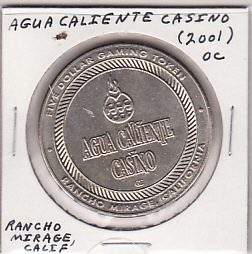 AGUA CALIENTE CASINO
(2001)
OC
FIVE DOLLAR GAMING TOKEN
AGUA CALIENTE
CASINO
RANCHO MIRAGE, CALIFORNIA
RANCHO
MIRAGE,
CALIF